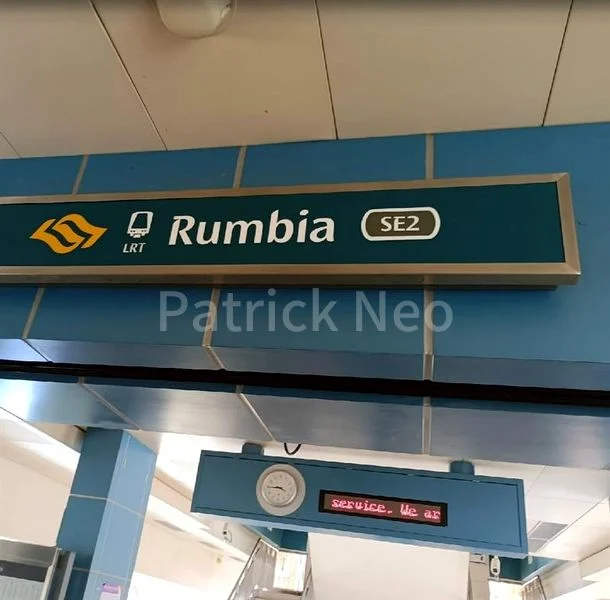 LRT
Rumbia
SE2
Patrick Neo
service. We ar